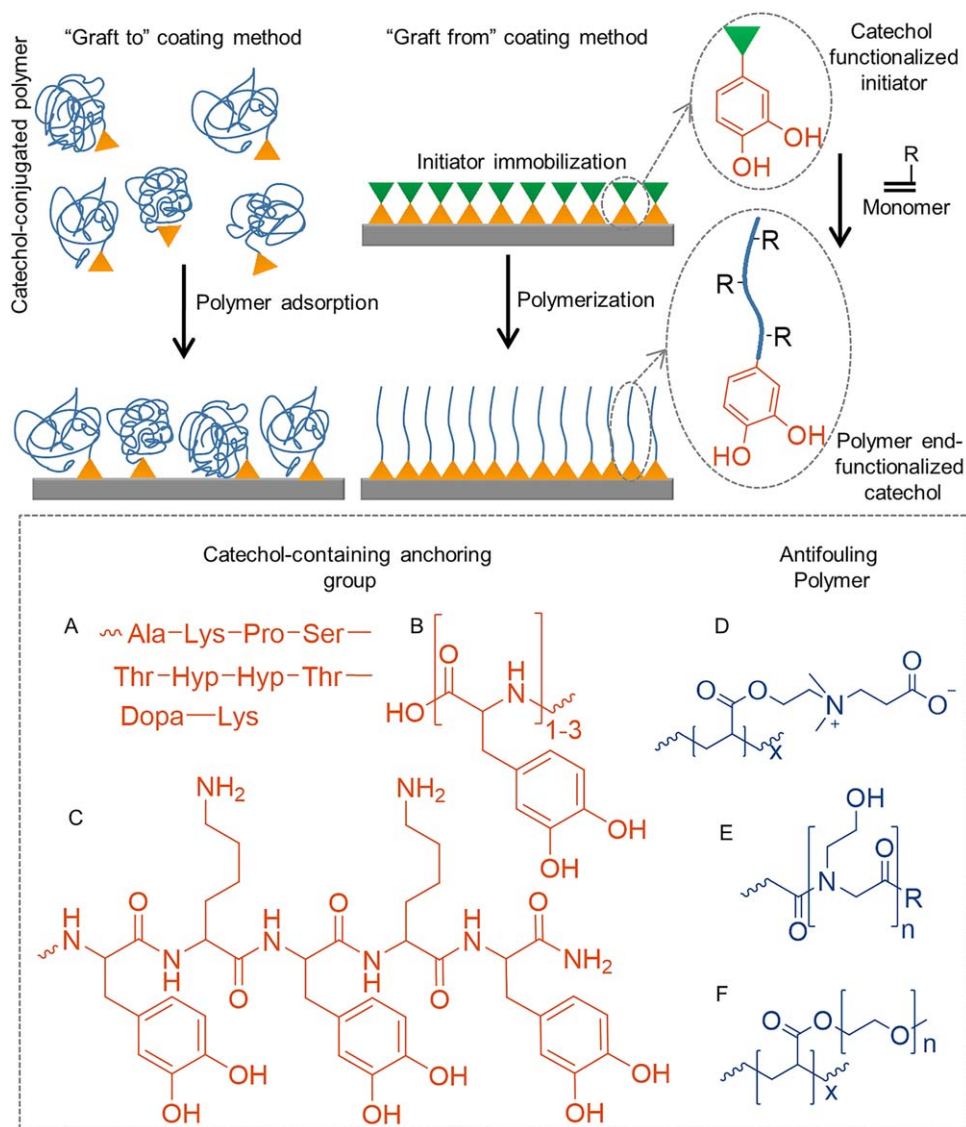 "Graft to" coating method
"Graft from" coating method
Catechol
functionalized
initiator
Catechol-conjugated polymer
OH
OH
Initiator immobilization
R
Monomer
Polymer adsorption
Polymerization
-R
R-
-R
OH
HO
Polymer end-
functionalized
catechol
Catechol-containing anchoring
group
Antifouling
Polymer
A
Ala-Lys-Pro-Ser
Thr-Hyp-Hyp-Thr
Dopa—Lys
B
O
H
N
HO
1-3
OH
OH
D
O
O
N
+
O
O-
x
C
NH2
NH2
H
N
O
N
H
O
H
N
O
N
H
O
H
N
O
NH2
OH
OH
OH
OH
OH
OH
E
OH
O
N
O
R
n
F
O
O
O
n
x